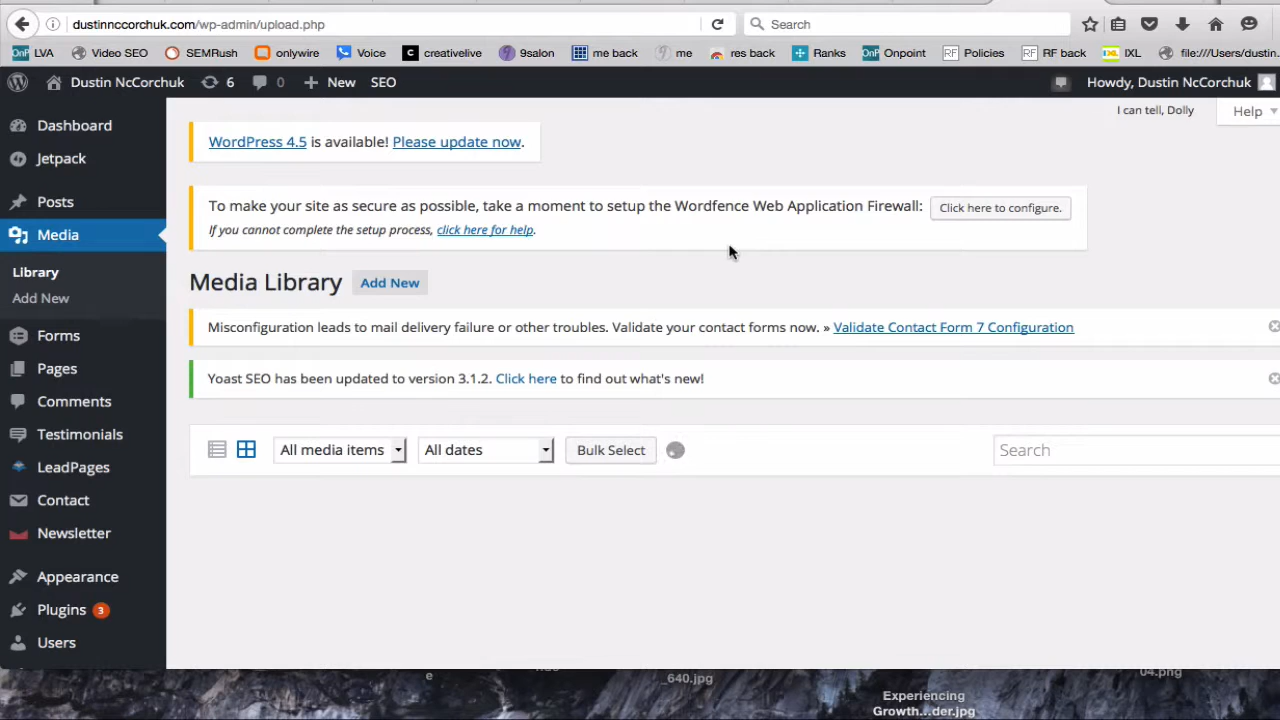 dustinnccorchuk.com/wp-admin/upload.php
Search
LVA Video SEO SEMRush onlywire Voice creativelive 9salon me back me res back Ranks Onpoint Policies RF back IXL file:///Users/dustin
Dustin NcCorchuk 6 0 New SEO Howdy, Dustin NcCorchuk
I can tell, Dolly Help
Dashboard
Jetpack
Posts
Media
Library
Add New
Forms
Pages
Comments
Testimonials
LeadPages
Contact
Newsletter
Appearance
Plugins 3
Users
WordPress 4.5 is available! Please update now.
To make your site as secure as possible, take a moment to setup the Wordfence Web Application Firewall: Click here to configure.
If you cannot complete the setup process, click here for help.
Media Library Add New
Misconfiguration leads to mail delivery failure or other troubles. Validate your contact forms now. » Validate Contact Form 7 Configuration
Yoast SEO has been updated to version 3.1.2. Click here to find out what's new!
All media items All dates Bulk Select Search
_640.jpg
04.png
Experiencing
Growth...der.jpg